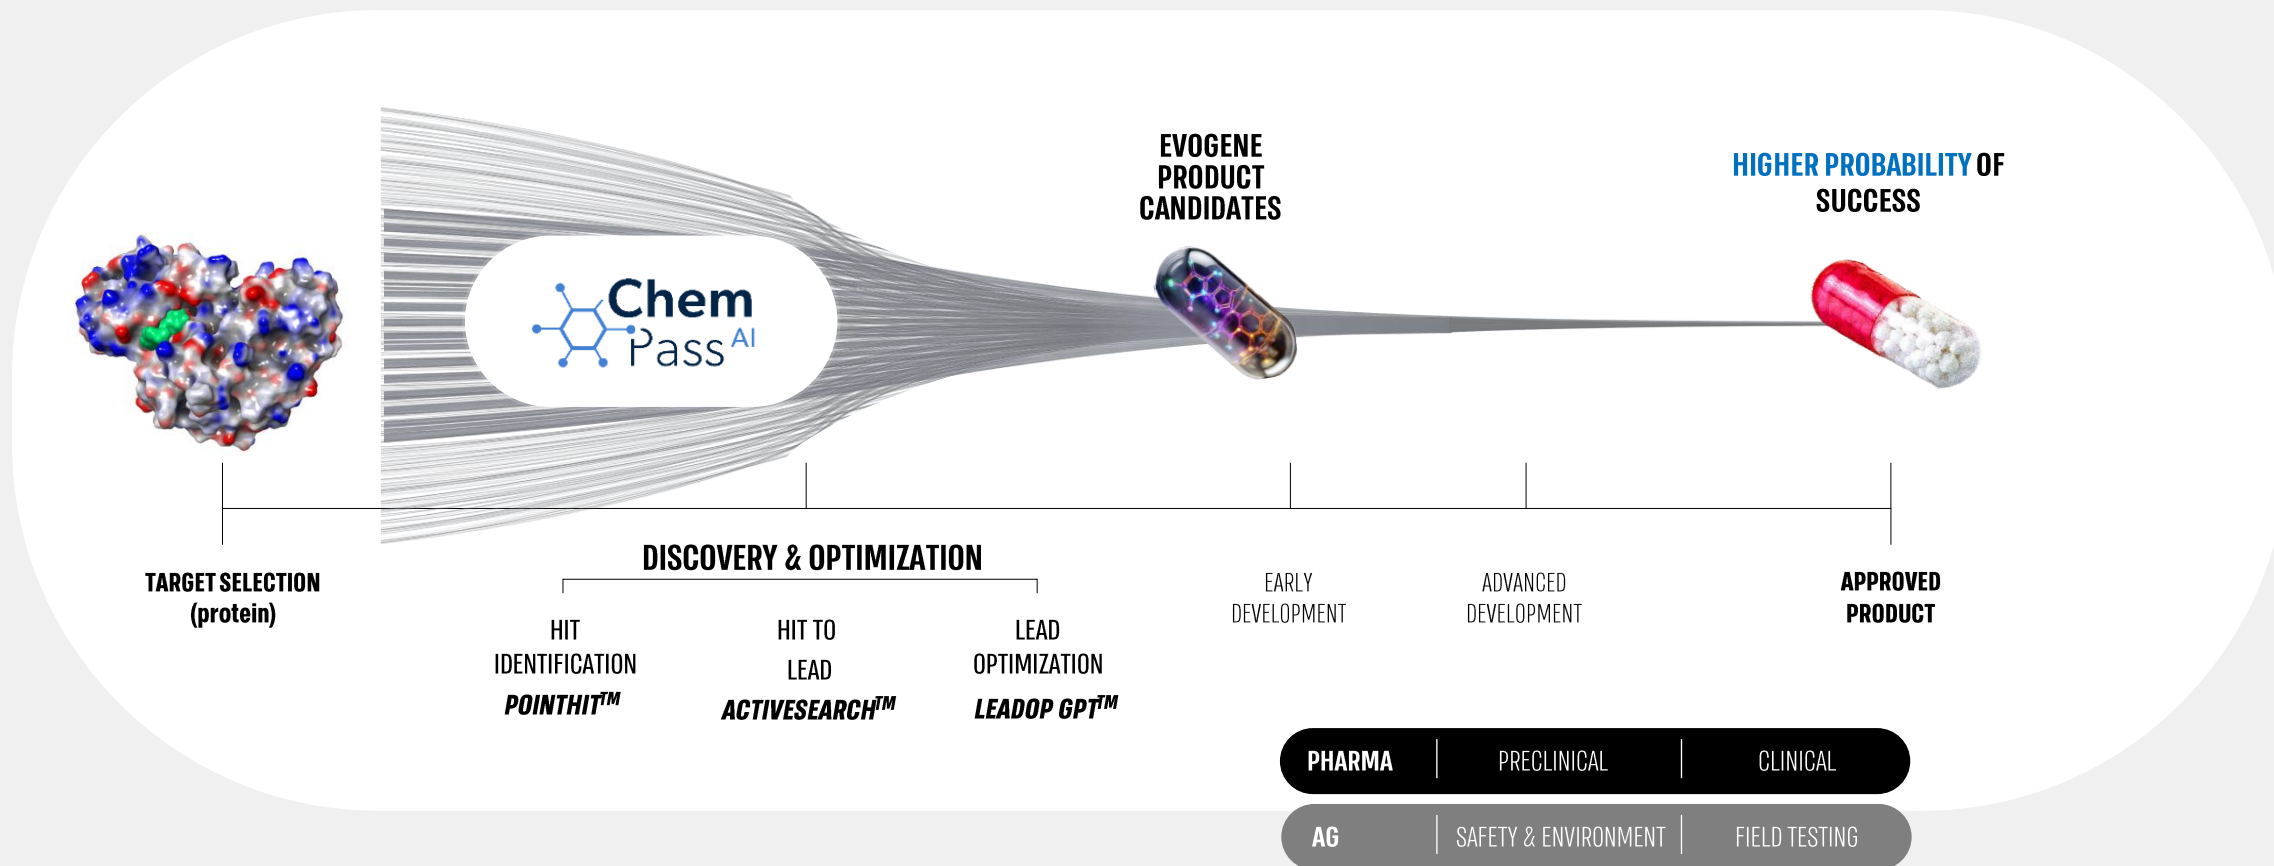 EVOGENE
PRODUCT
CANDIDATES
HIGHER PROBABILITY OF
SUCCESS
Chem
Pass AI
DISCOVERY & OPTIMIZATION
TARGET SELECTION
(protein)
HIT
IDENTIFICATION
POINTHIT™
HIT TO
LEAD
ACTIVESEARCH™
LEAD
OPTIMIZATION
LEADOP GPT™
EARLY
DEVELOPMENT
ADVANCED
DEVELOPMENT
APPROVED
PRODUCT
PHARMA PRECLINICAL CLINICAL
AG SAFETY & ENVIRONMENT FIELD TESTING